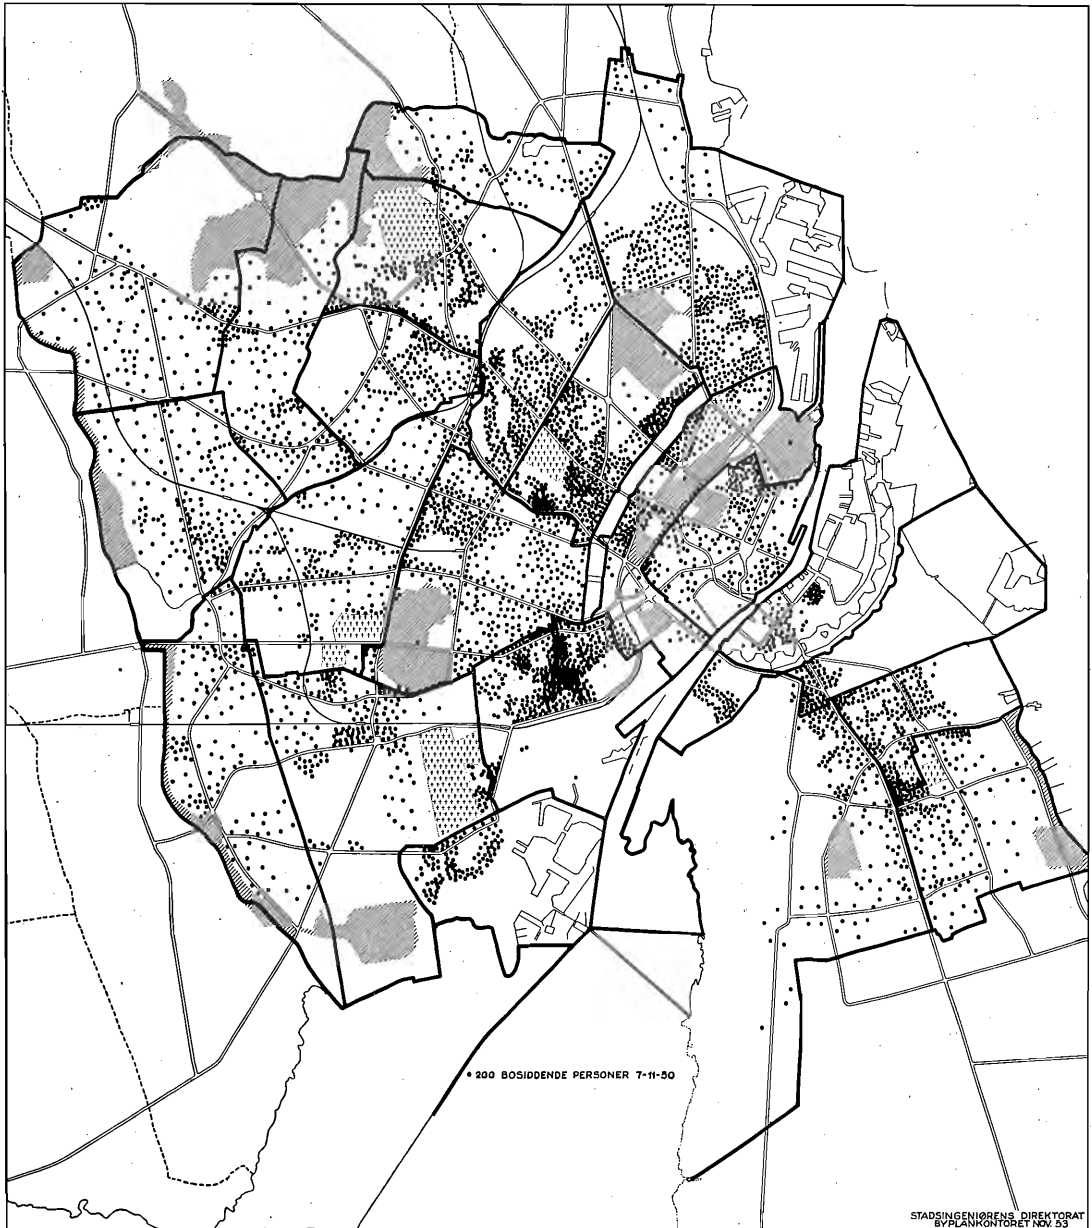 200 BOSIDDENDE PERSONER 7-11-50
STADSINGENIØRENS DIREKTORAT
BYPLANKONTORET NOV. 53